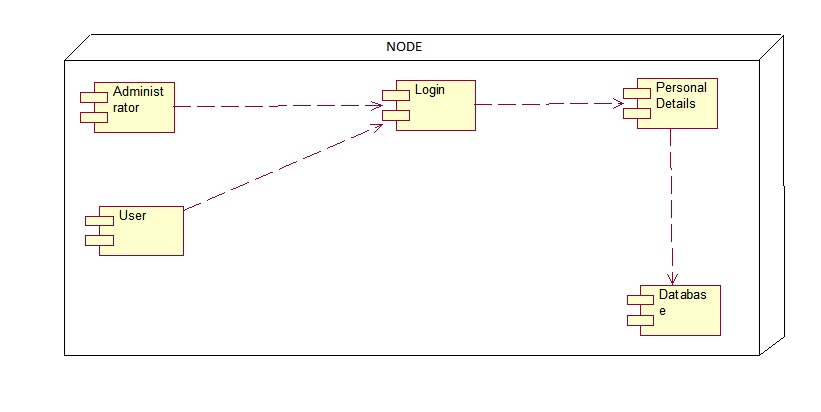 NODE
Administ
rator
Login
Personal
Details
User
Databas
e